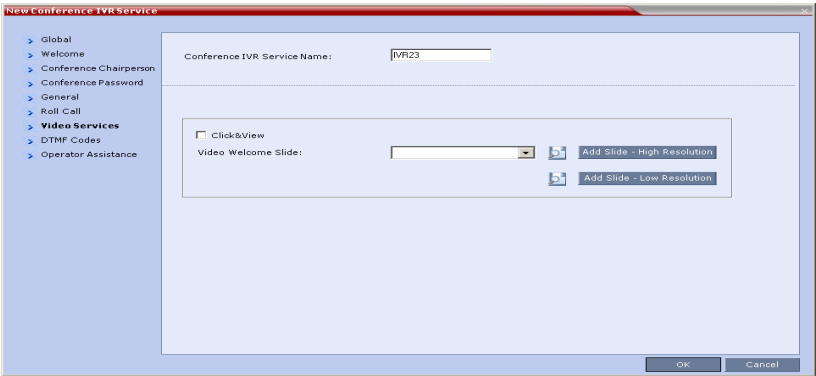 New Conference IVR Service
Global
Welcome
Conference Chairperson
Conference Password
General
Roll Call
Video Services
DTMF Codes
Operator Assistance
Conference IVR Service Name: IVR23
Click&View
Video Welcome Slide: Add Slide - High Resolution
Add Slide - Low Resolution
OK Cancel